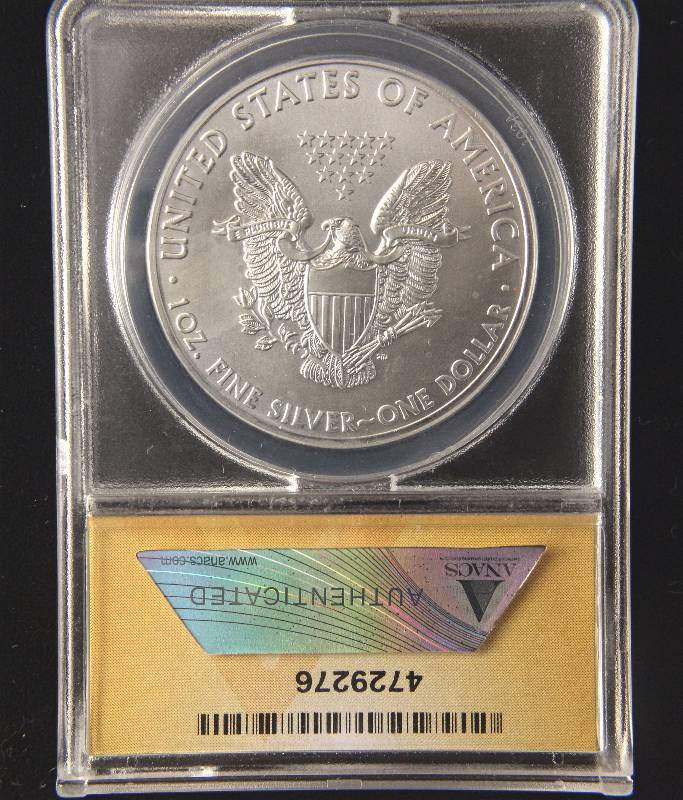 UNITED STATES OF AMERICA
E PLURIBUS UNUM
1 OZ. FINE SILVER~ONE DOLLAR
ANACS
www.anacs.com
AUTHENTICATED
4729276